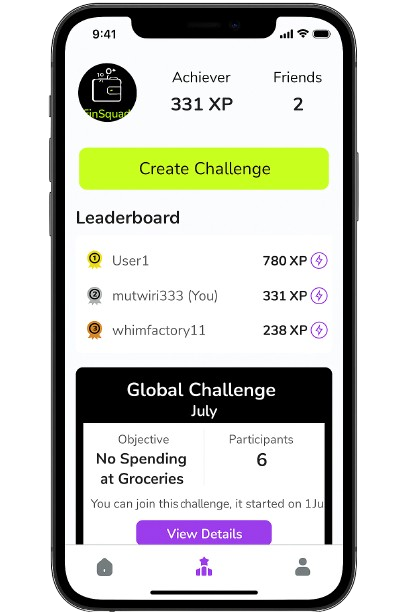 9:41
FinSquad
Achiever
331 XP
Friends
2
Create Challenge
Leaderboard
1 User1 780 XP
2 mutwiri333 (You) 331 XP
3 whimfactory11 238 XP
Global Challenge
July
Objective
No Spending
at Groceries
Participants
6
You can join this challenge, it started on 1 Ju
View Details